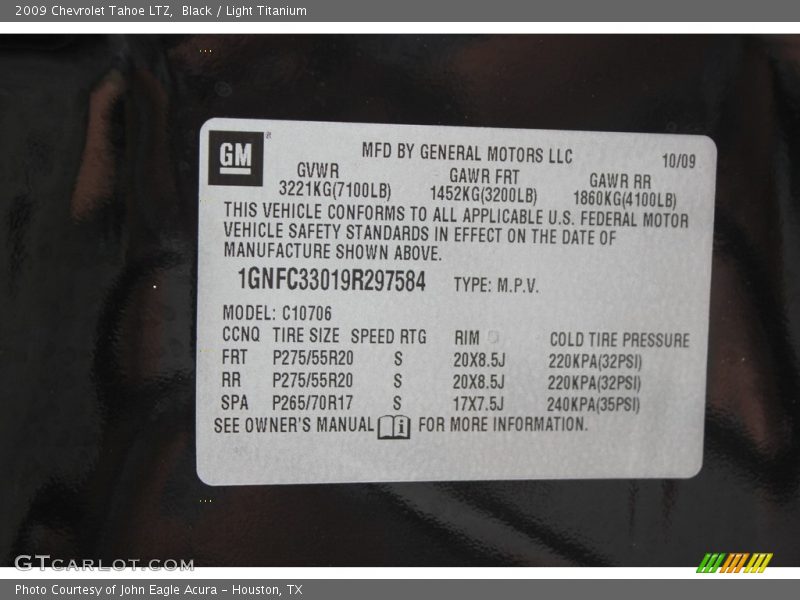 2009 Chevrolet Tahoe LTZ, Black / Light Titanium
GM ®
MFD BY GENERAL MOTORS LLC 10/09
GVWR GAWR FRT GAWR RR
3221KG(7100LB) 1452KG(3200LB) 1860KG(4100LB)
THIS VEHICLE CONFORMS TO ALL APPLICABLE U.S. FEDERAL MOTOR
VEHICLE SAFETY STANDARDS IN EFFECT ON THE DATE OF
MANUFACTURE SHOWN ABOVE.
1GNFC33019R297584 TYPE: M.P.V.
MODEL: C10706
CCNQ TIRE SIZE SPEED RTG RIM COLD TIRE PRESSURE
FRT P275/55R20 S 20X8.5J 220KPA(32PSI)
RR P275/55R20 S 20X8.5J 220KPA(32PSI)
SPA P265/70R17 S 17X7.5J 240KPA(35PSI)
SEE OWNER'S MANUAL i FOR MORE INFORMATION.
GTCARLOT.COM
Photo Courtesy of John Eagle Acura - Houston, TX